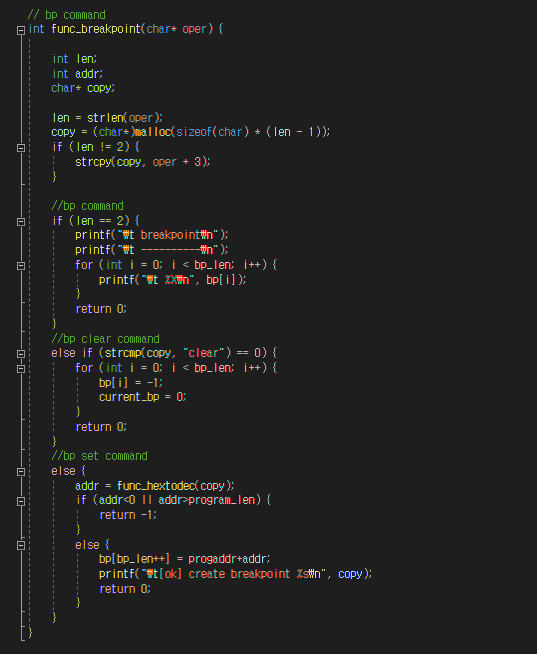 // bp command
int func_breakpoint(char* oper) {
int len;
int addr;
char* copy;
len = strlen(oper);
copy = (char*)malloc(sizeof(char) * (len - 1));
if (len != 2) {
strcpy(copy, oper + 3);
}
//bp command
if (len == 2) {
printf("₩t breakpoint₩n");
printf("₩t ----------₩n");
for (int i = 0; i < bp_len; i++) {
printf("₩t %X₩n", bp[i]);
}
return 0;
}
//bp clear command
else if (strcmp(copy, "clear") == 0) {
for (int i = 0; i < bp_len; i++) {
bp[i] = -1;
current_bp = 0;
}
return 0;
}
//bp set command
else {
addr = func_hextodec(copy);
if (addr<0 || addr>program_len) {
return -1;
}
else {
bp[bp_len++] = progaddr+addr;
printf("₩t[ok] create breakpoint %s₩n", copy);
return 0;
}
}
}